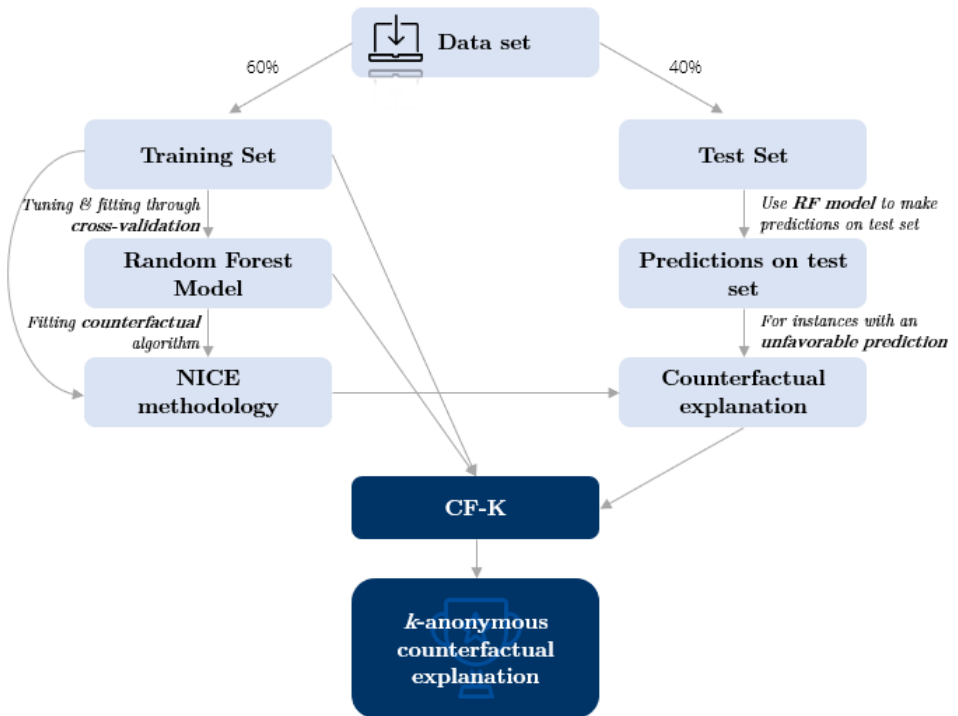 Data set
60%
40%
Training Set
Test Set
Tuning & fitting through
cross-validation
Use RF model to make
predictions on test set
Random Forest
Model
Predictions on test
set
Fitting counterfactual
algorithm
For instances with an
unfavorable prediction
NICE
methodology
Counterfactual
explanation
CF-K
k-anonymous
counterfactual
explanation